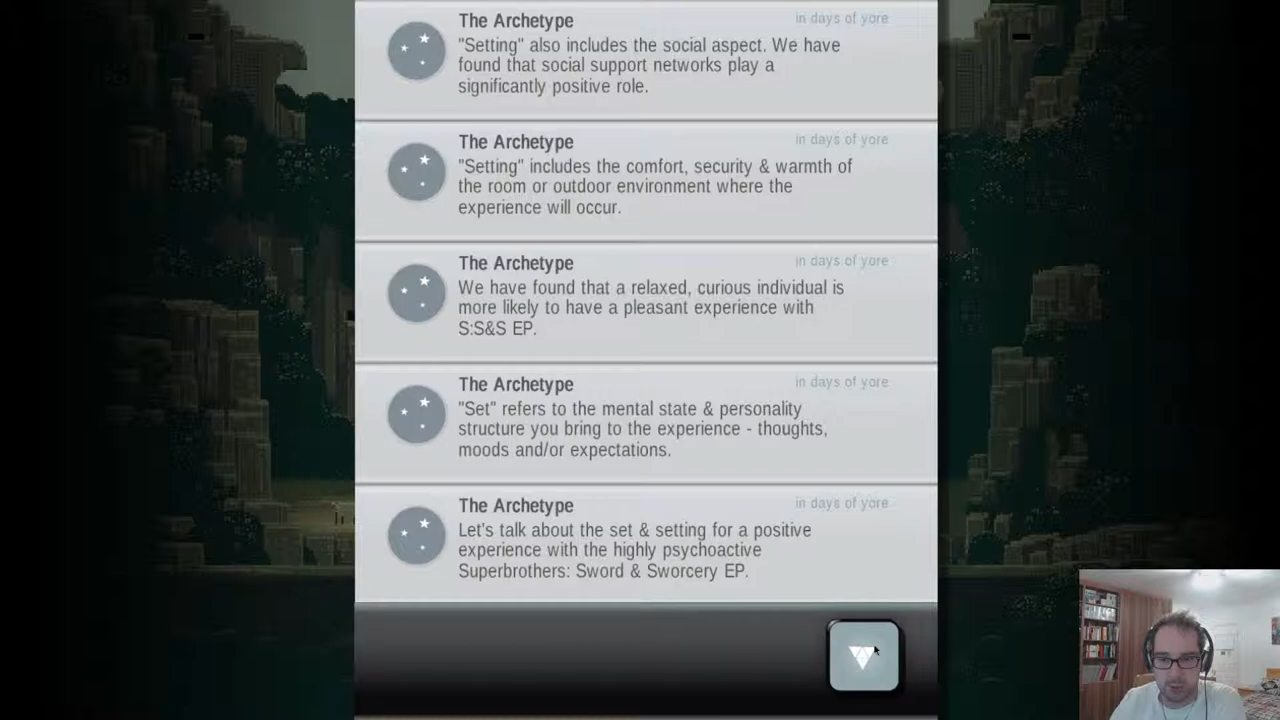 The Archetype
in days of yore
"Setting" also includes the social aspect. We have
found that social support networks play a
significantly positive role.
The Archetype
in days of yore
"Setting" includes the comfort, security & warmth of
the room or outdoor environment where the
experience will occur.
The Archetype
in days of yore
We have found that a relaxed, curious individual is
more likely to have a pleasant experience with
S:S&S EP.
The Archetype
in days of yore
"Set" refers to the mental state & personality
structure you bring to the experience - thoughts,
moods and/or expectations.
The Archetype
in days of yore
Let's talk about the set & setting for a positive
experience with the highly psychoactive
Superbrothers: Sword & Sworcery EP.